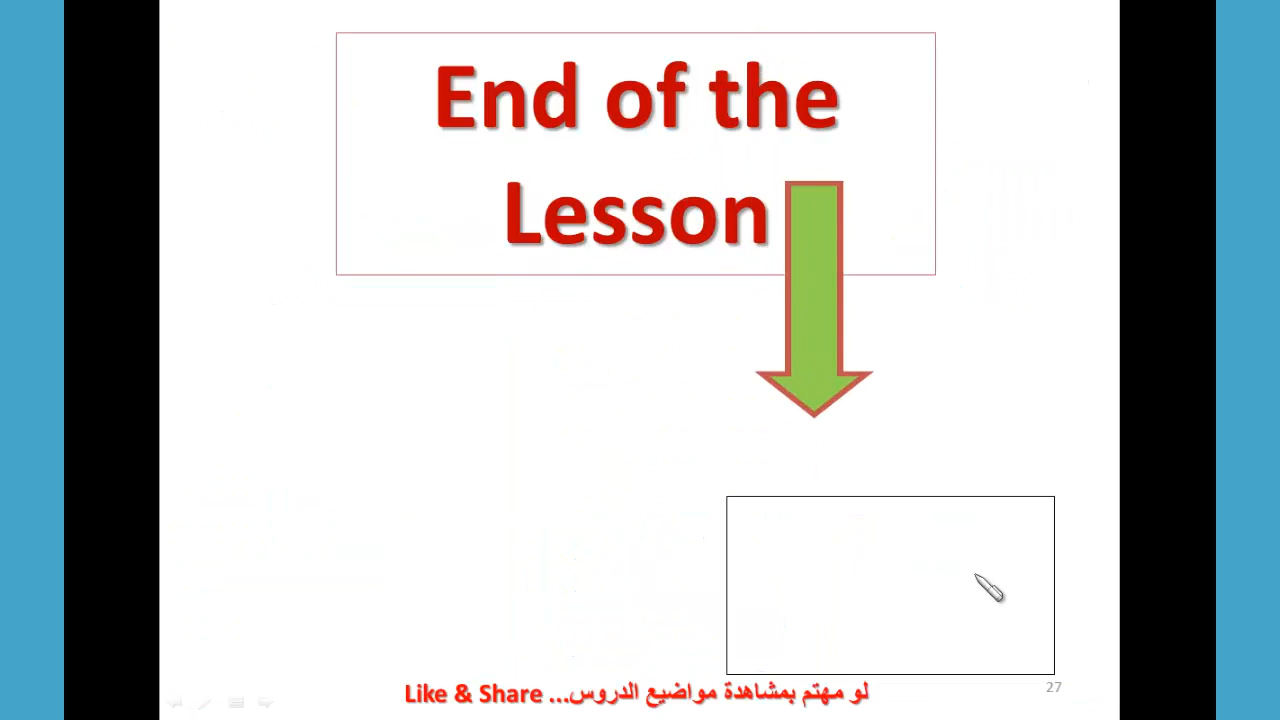 End of the
Lesson
لو مهتم بمشاهدة مواضيع الدروس... Like & Share
27